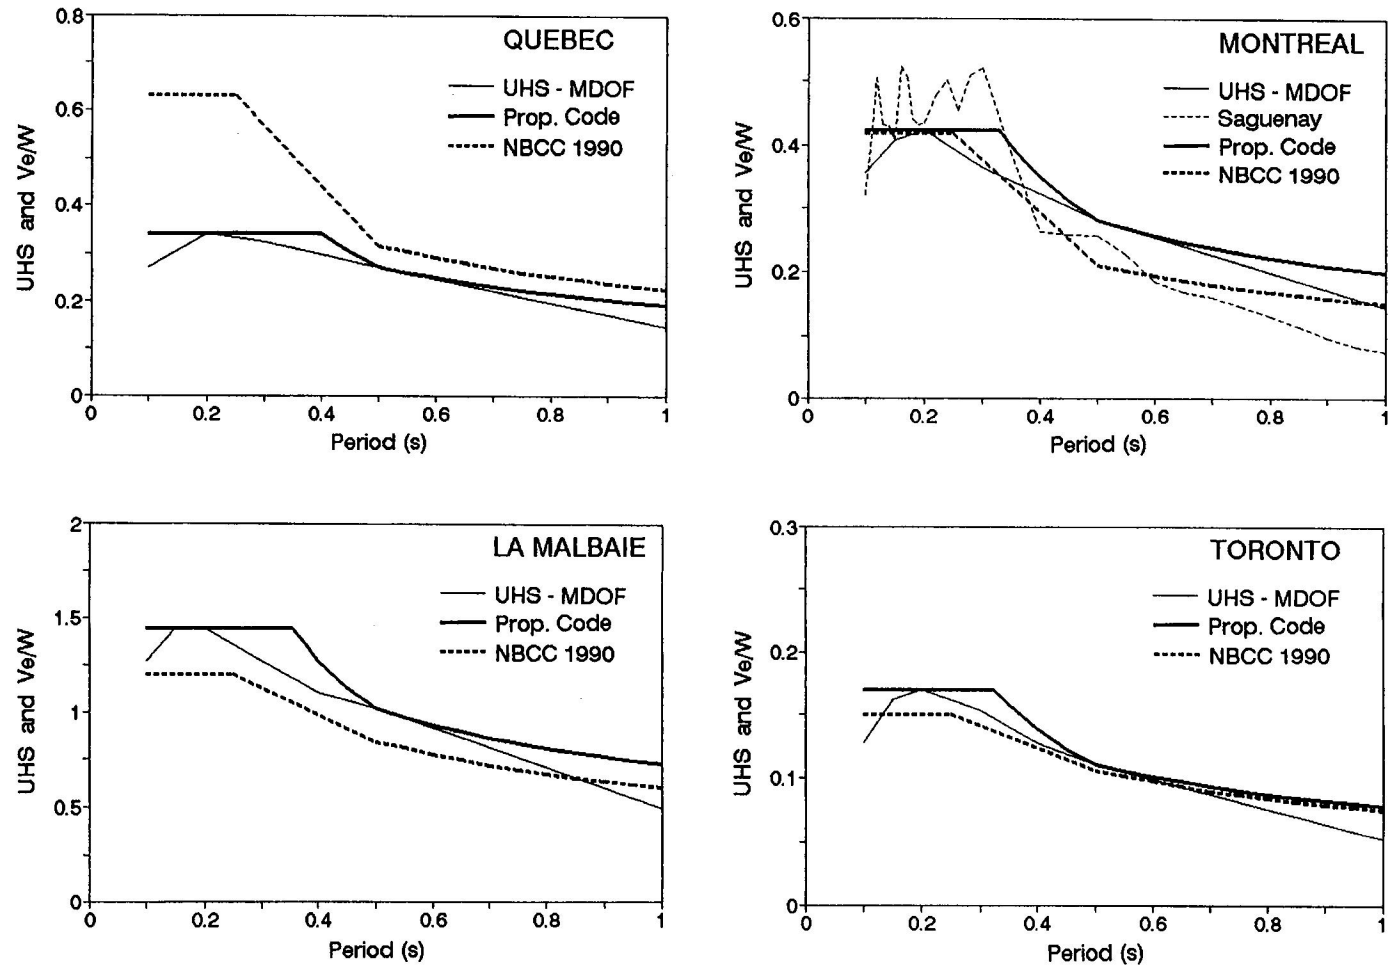 QUEBEC
UHS - MDOF
Prop. Code
NBCC 1990
UHS and Ve/W
0.8
0.6
0.4
0.2
0
0 0.2 0.4 0.6 0.8 1
Period (s)
MONTREAL
UHS - MDOF
Saguenay
Prop. Code
NBCC 1990
UHS and Ve/W
0.6
0.4
0.2
0
0 0.2 0.4 0.6 0.8 1
Period (s)
LA MALBAIE
UHS - MDOF
Prop. Code
NBCC 1990
UHS and Ve/W
2
1.5
1
0.5
0
0 0.2 0.4 0.6 0.8 1
Period (s)
TORONTO
UHS - MDOF
Prop. Code
NBCC 1990
UHS and Ve/W
0.3
0.2
0.1
0
0 0.2 0.4 0.6 0.8 1
Period (s)